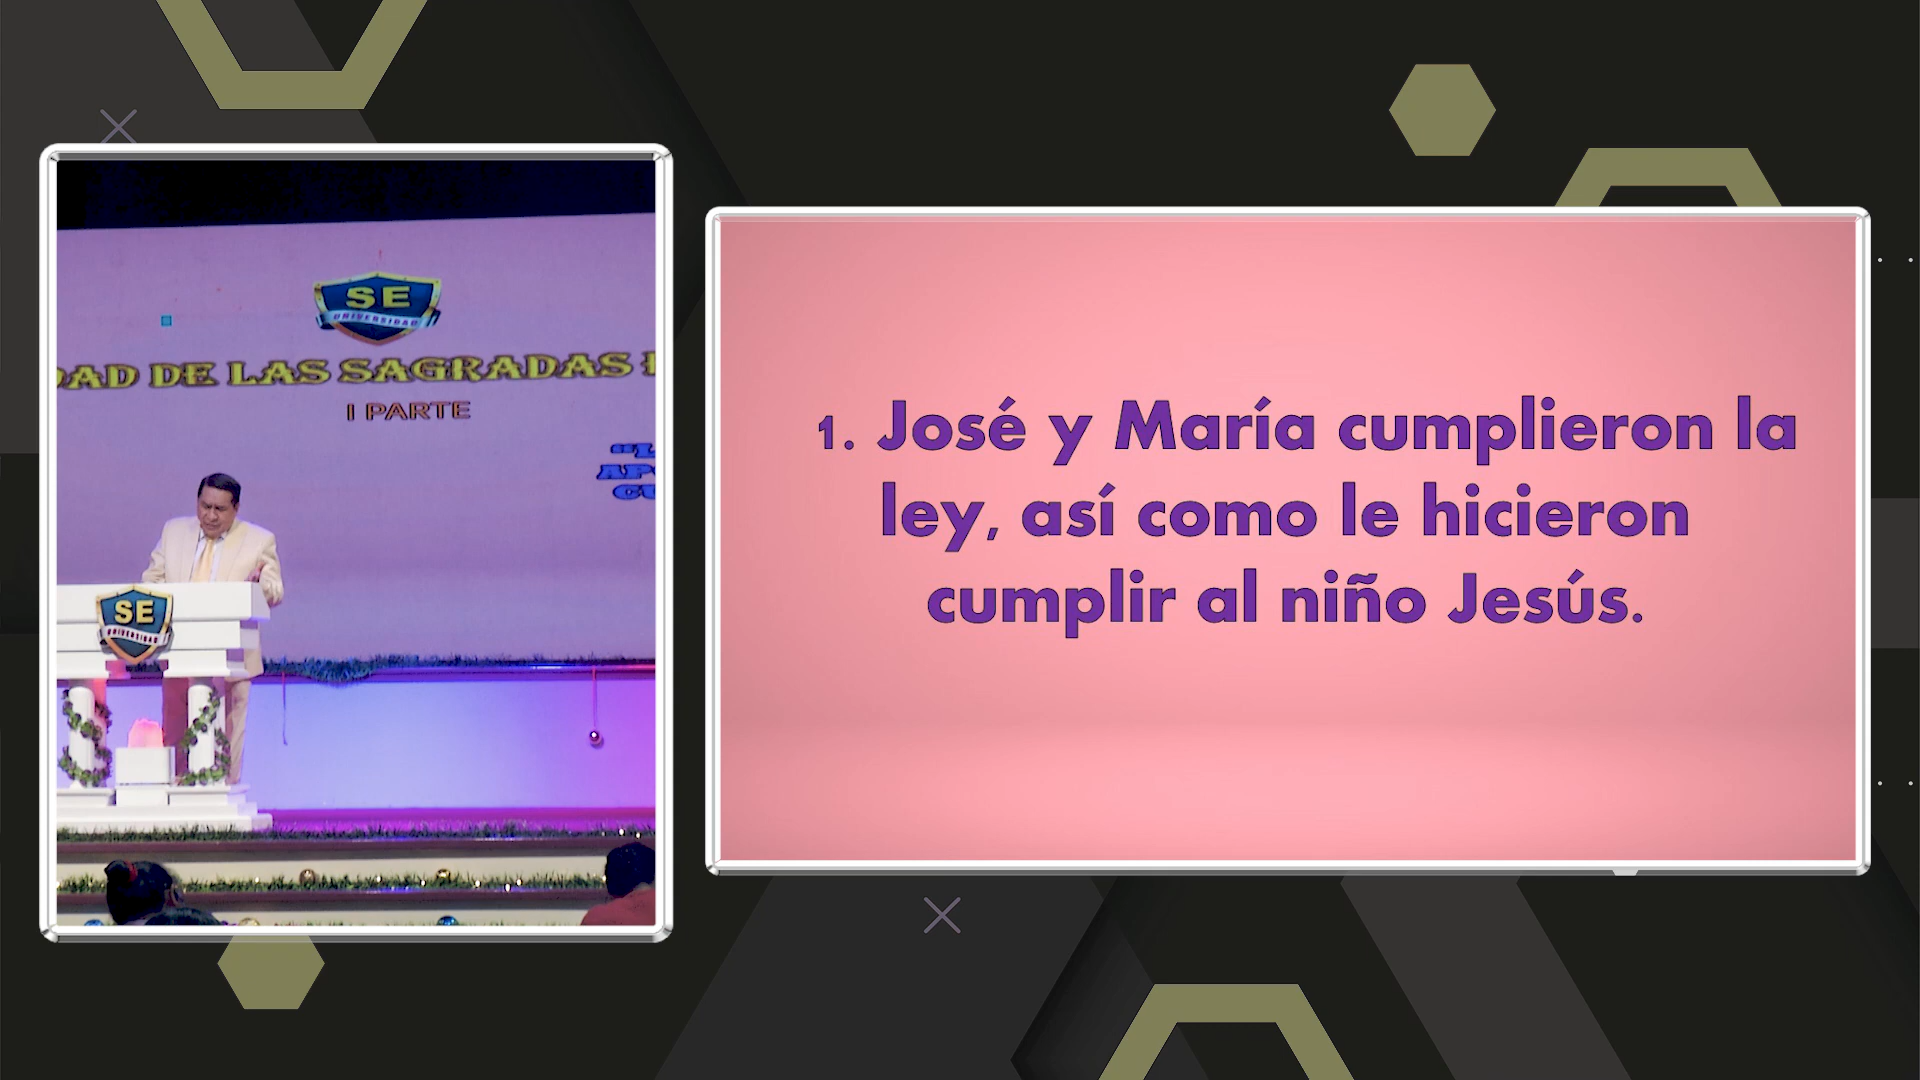 SE
UNIVERSIDAD
DAD DE LAS SAGRADAS
I PARTE
SE
UNIVERSIDAD
1. José y María cumplieron la
ley, así como le hicieron
cumplir al niño Jesús.